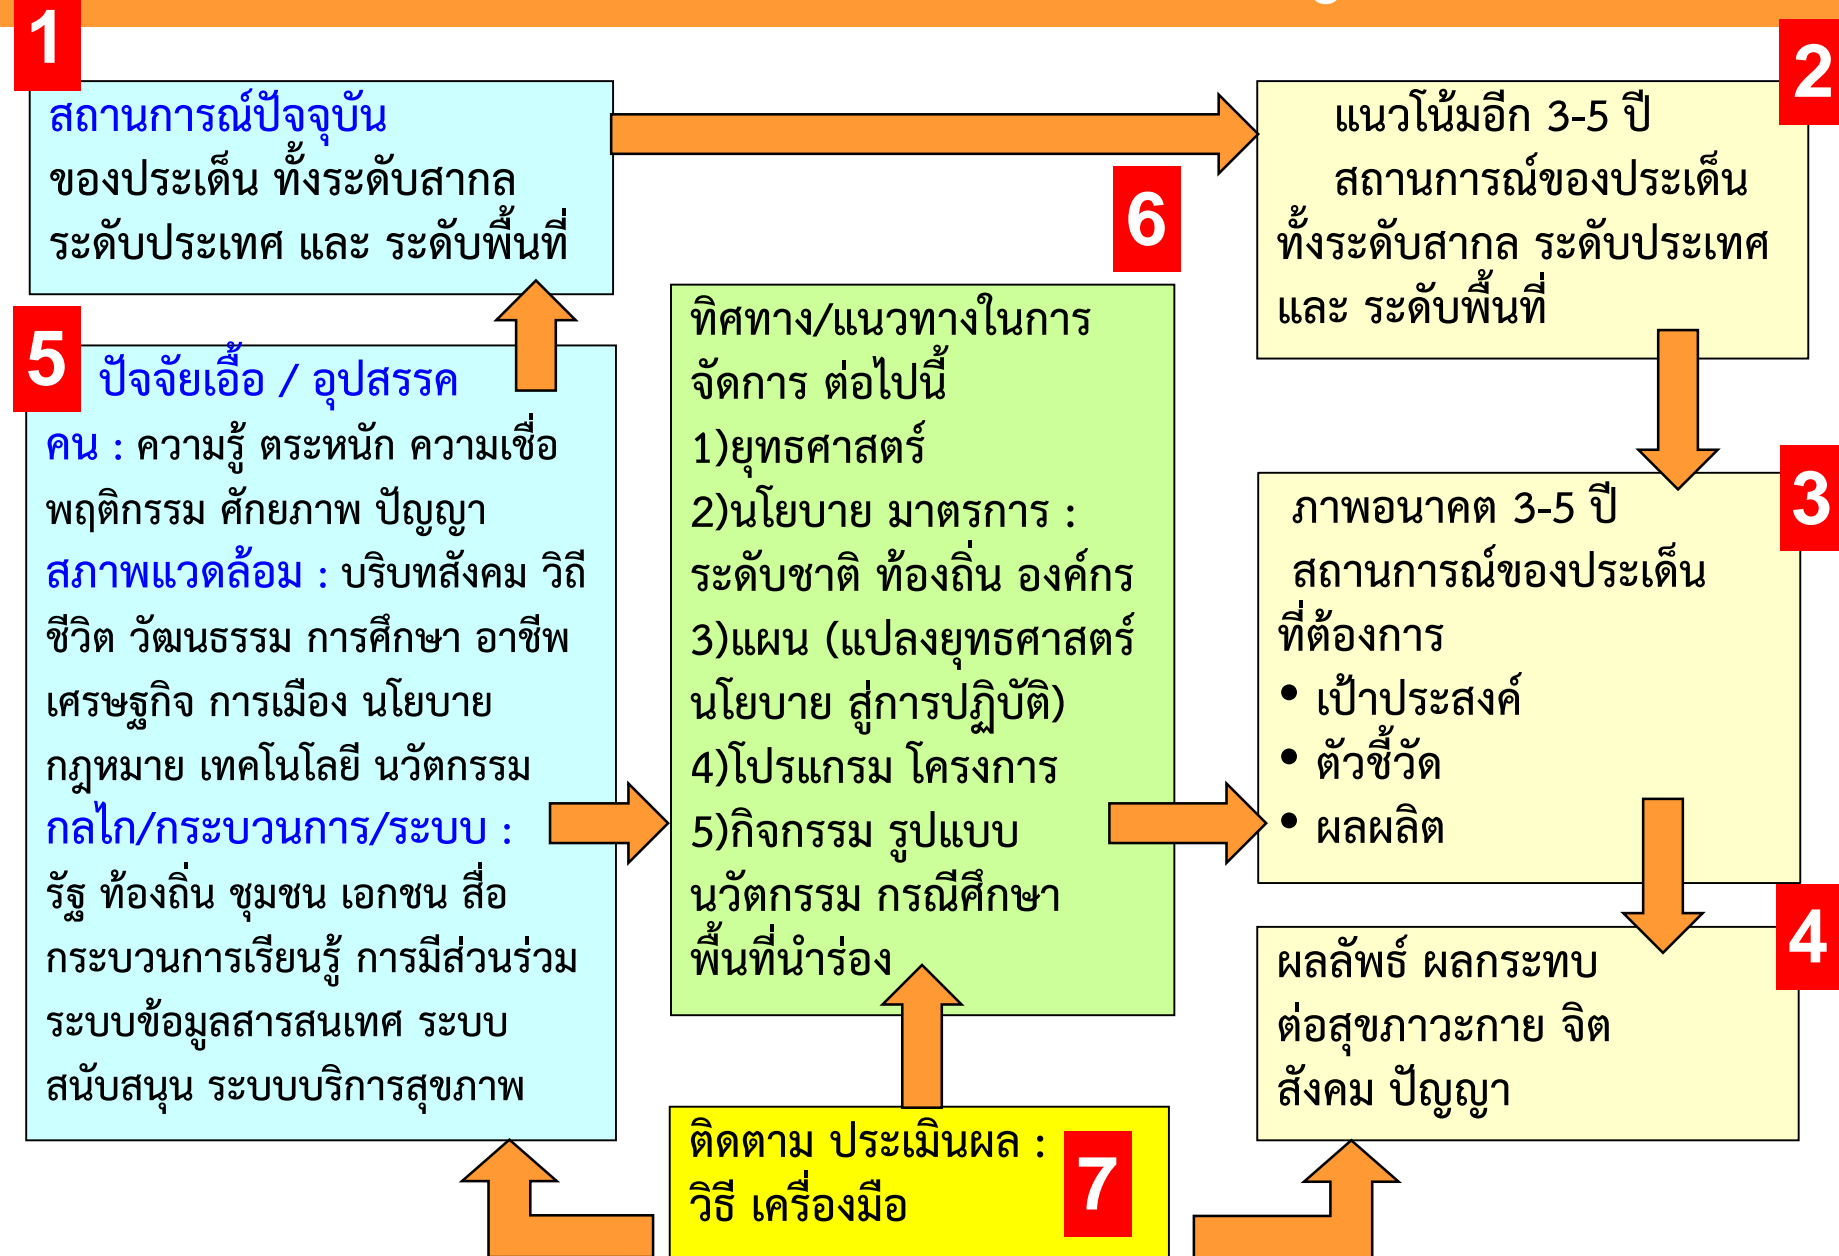 1
สถานการณ์ปัจจุบัน
ของประเด็น ทั้งระดับสากล
ระดับประเทศ และ ระดับพื้นที่
2
แนวโน้มอีก 3-5 ปี
สถานการณ์ของประเด็น
ทั้งระดับสากล ระดับประเทศ
และ ระดับพื้นที่
3
ภาพอนาคต 3-5 ปี
สถานการณ์ของประเด็น
ที่ต้องการ
• เป้าประสงค์
• ตัวชี้วัด
• ผลผลิต
4
ผลลัพธ์ ผลกระทบ
ต่อสุขภาวะกาย จิต
สังคม ปัญญา
5
ปัจจัยเอื้อ / อุปสรรค
คน : ความรู้ ตระหนัก ความเชื่อ
พฤติกรรม ศักยภาพ ปัญญา
สภาพแวดล้อม : บริบทสังคม วิถี
ชีวิต วัฒนธรรม การศึกษา อาชีพ
เศรษฐกิจ การเมือง นโยบาย
กฎหมาย เทคโนโลยี นวัตกรรม
กลไก/กระบวนการ/ระบบ :
รัฐ ท้องถิ่น ชุมชน เอกชน สื่อ
กระบวนการเรียนรู้ การมีส่วนร่วม
ระบบข้อมูลสารสนเทศ ระบบ
สนับสนุน ระบบบริการสุขภาพ
6
ทิศทาง/แนวทางในการ
จัดการ ต่อไปนี้
1)ยุทธศาสตร์
2)นโยบาย มาตรการ :
ระดับชาติ ท้องถิ่น องค์กร
3)แผน (แปลงยุทธศาสตร์
นโยบาย สู่การปฏิบัติ)
4)โปรแกรม โครงการ
5)กิจกรรม รูปแบบ
นวัตกรรม กรณีศึกษา
พื้นที่นำร่อง
7
ติดตาม ประเมินผล :
วิธี เครื่องมือ